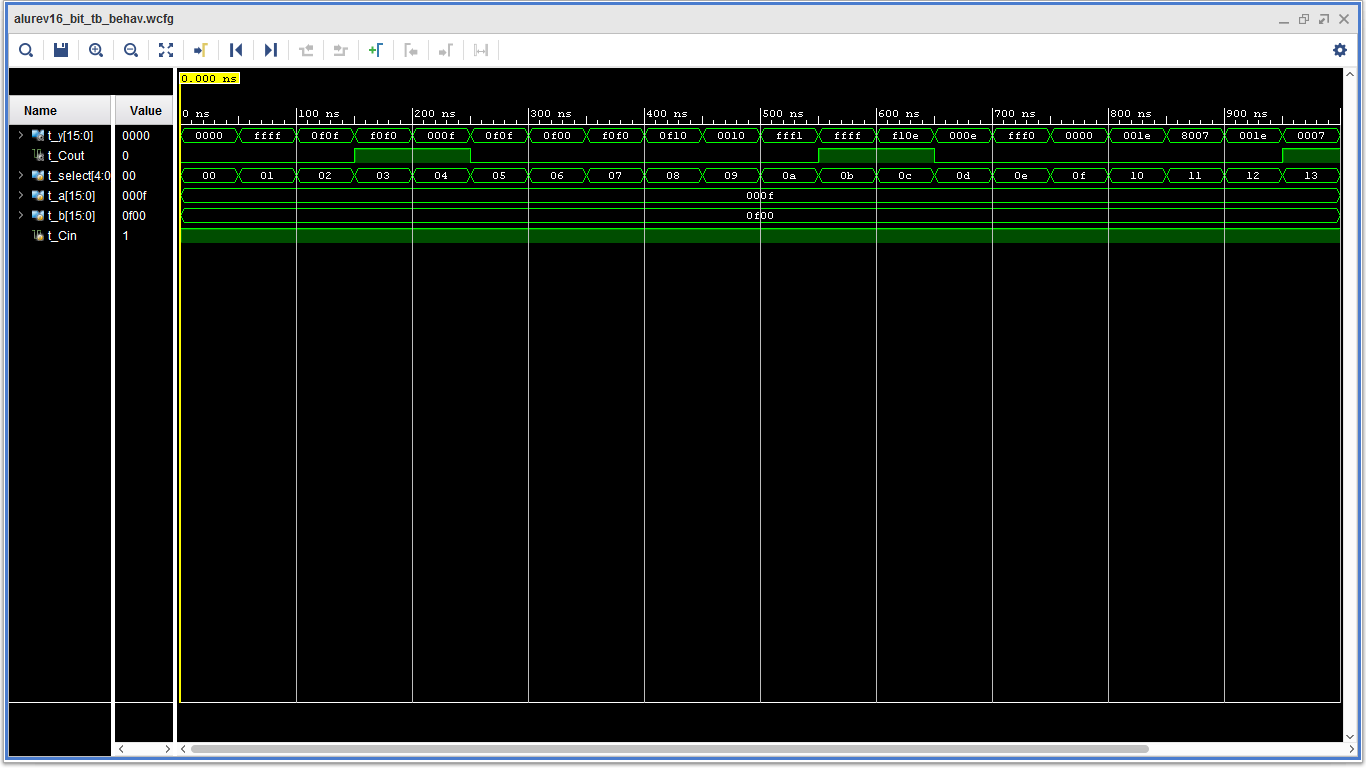 alurev16_bit_tb_behav.wcfg
0.000 ns
Name Value
0 ns 100 ns 200 ns 300 ns 400 ns 500 ns 600 ns 700 ns 800 ns 900 ns
t_y[15:0] 0000 0000 ffff 0f0f f0f0 000f 0f0f 0f00 f0f0 0f10 0010 fff1 ffff f10e 000e fff0 0000 001e 8007 001e 0007
t_Cout 0
t_select[4:0 00 00 01 02 03 04 05 06 07 08 09 0a 0b 0c 0d 0e 0f 10 11 12 13
t_a[15:0] 000f 000f
t_b[15:0] 0f00 0f00
t_Cin 1